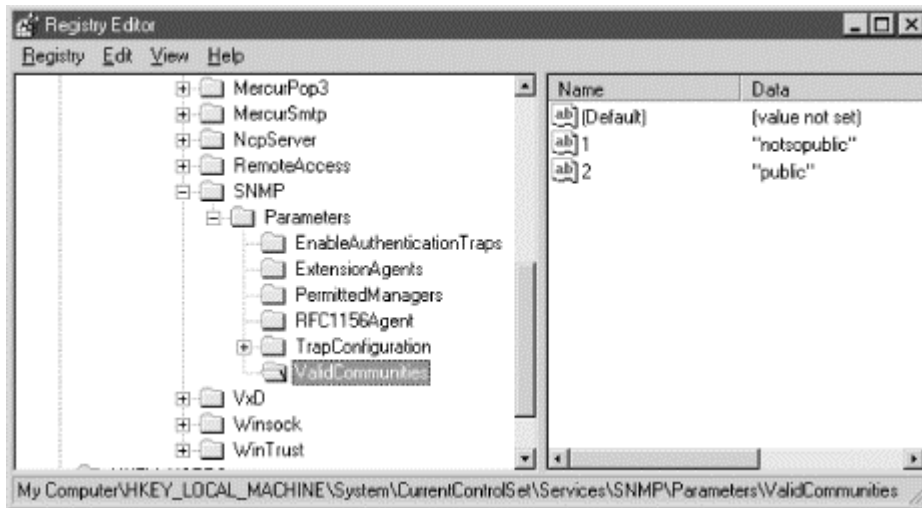 Registry Editor
Registry Edit View Help
MercurPop3
MercurSmtp
NcpServer
RemoteAccess
SNMP
Parameters
EnableAuthenticationTraps
ExtensionAgents
PermittedManagers
RFC1156Agent
TrapConfiguration
ValidCommunities
VxD
Winsock
WinTrust
Name Data
(Default) (value not set)
1 "notsopublic"
2 "public"
My Computer\HKEY_LOCAL_MACHINE\System\CurrentControlSet\Services\SNMP\Parameters\ValidCommunities